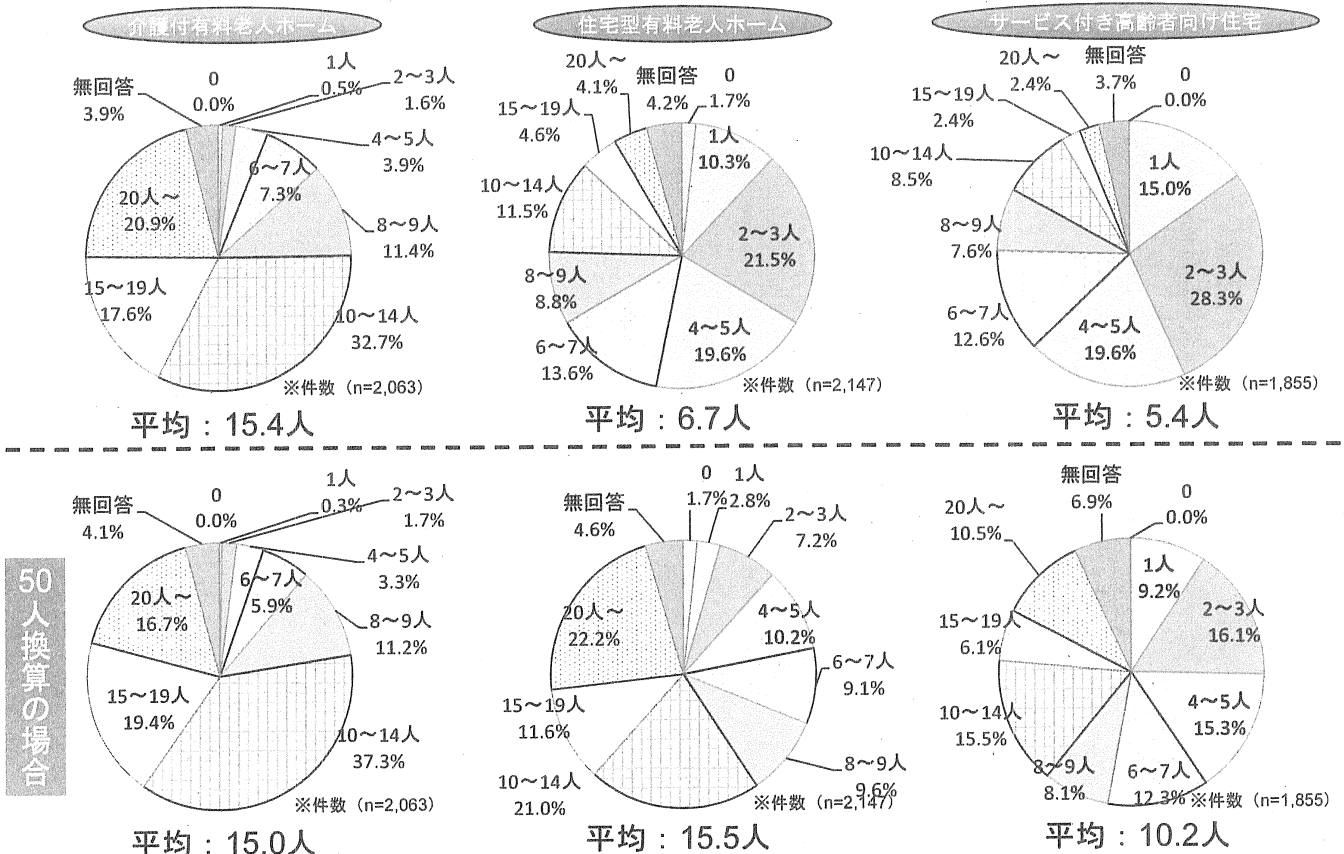 介護付有料老人ホーム
無回答
3.9%
0
0.0%
1人
0.5%
2～3人
1.6%
4～5人
3.9%
6～7人
7.3%
8～9人
11.4%
10～14人
32.7%
15～19人
17.6%
20人～
20.9%
※件数（n=2,063）
平均：15.4人
住宅型有料老人ホーム
20人～
4.1%
無回答
4.2%
0
1.7%
15～19人
4.6%
1人
10.3%
10～14人
11.5%
2～3人
21.5%
8～9人
8.8%
4～5人
19.6%
6～7人
13.6%
※件数（n=2,147）
平均：6.7人
サービス付き高齢者向け住宅
20人～
2.4%
無回答
3.7%
0
0.0%
15～19人
2.4%
10～14人
8.5%
1人
15.0%
8～9人
7.6%
2～3人
28.3%
6～7人
12.6%
4～5人
19.6%
※件数（n=1,855）
平均：5.4人
50人換算の場合
無回答
4.1%
0
0.0%
1人
0.3%
2～3人
1.7%
4～5人
3.3%
6～7人
5.9%
8～9人
11.2%
10～14人
37.3%
15～19人
19.4%
20人～
16.7%
※件数（n=2,063）
平均：15.0人
無回答
4.6%
0
1.7%
1人
2.8%
2～3人
7.2%
4～5人
10.2%
6～7人
9.1%
8～9人
9.6%
10～14人
21.0%
15～19人
11.6%
20人～
22.2%
※件数（n=2,147）
平均：15.5人
無回答
6.9%
0
0.0%
20人～
10.5%
1人
9.2%
2～3人
16.1%
15～19人
6.1%
4～5人
15.3%
10～14人
15.5%
8～9人
8.1%
6～7人
12.3%
※件数（n=1,855）
平均：10.2人